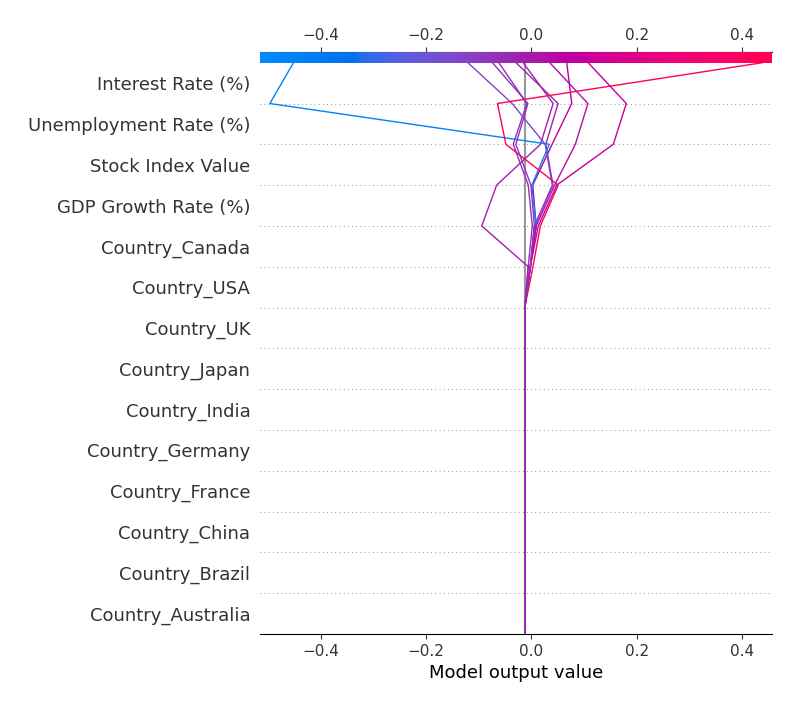 −0.4 −0.2 0.0 0.2 0.4
Interest Rate (%)
Unemployment Rate (%)
Stock Index Value
GDP Growth Rate (%)
Country_Canada
Country_USA
Country_UK
Country_Japan
Country_India
Country_Germany
Country_France
Country_China
Country_Brazil
Country_Australia
−0.4 −0.2 0.0 0.2 0.4
Model output value